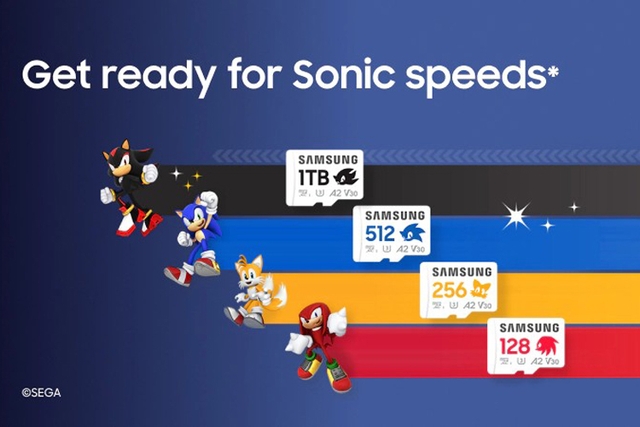 Get ready for Sonic speeds*
SAMSUNG
1TB
A2 V30
SAMSUNG
512
A2 V30
SAMSUNG
256
A2 V30
SAMSUNG
128
A2 V30
©SEGA